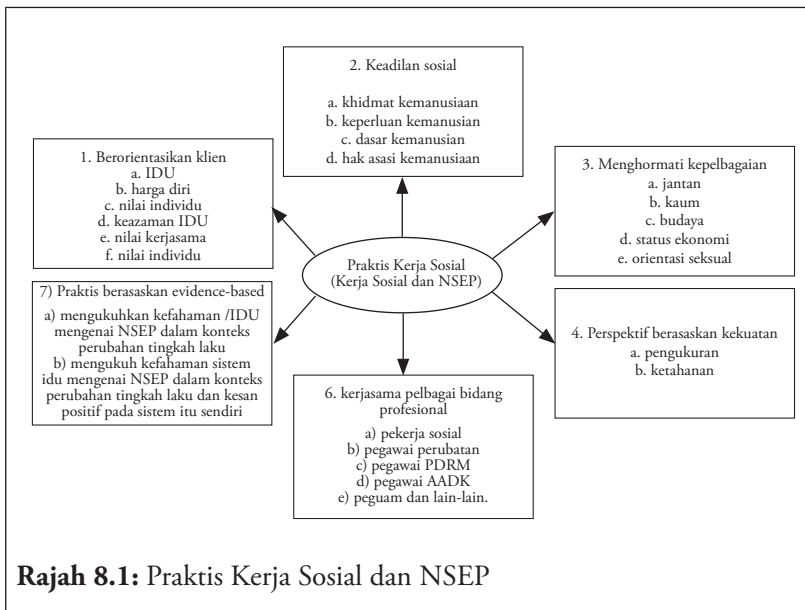 2. Keadilan sosial
a. khidmat kemanusiaan
b. keperluan kemanusian
c. dasar kemanusian
d. hak asasi kemanusiaan
1. Berorientasikan klien
a. IDU
b. harga diri
c. nilai individu
d. keazaman IDU
e. nilai kerjasama
f. nilai individu
3. Menghormati kepelbagaian
a. jantan
b. kaum
c. budaya
d. status ekonomi
e. orientasi seksual
Praktis Kerja Sosial
(Kerja Sosial dan NSEP)
7) Praktis berasaskan evidence-based
a) mengukuhkan kefahaman /IDU
mengenai NSEP dalam konteks
perubahan tingkah laku
b) mengukuh kefahaman sistem
idu mengenai NSEP dalam konteks
perubahan tingkah laku dan kesan
positif pada sistem itu sendiri
4. Perspektif berasaskan kekuatan
a. pengukuran
b. ketahanan
6. kerjasama pelbagai bidang
profesional
a) pekerja sosial
b) pegawai perubatan
c) pegawai PDRM
d) pegawai AADK
e) peguam dan lain-lain.
Rajah 8.1: Praktis Kerja Sosial dan NSEP